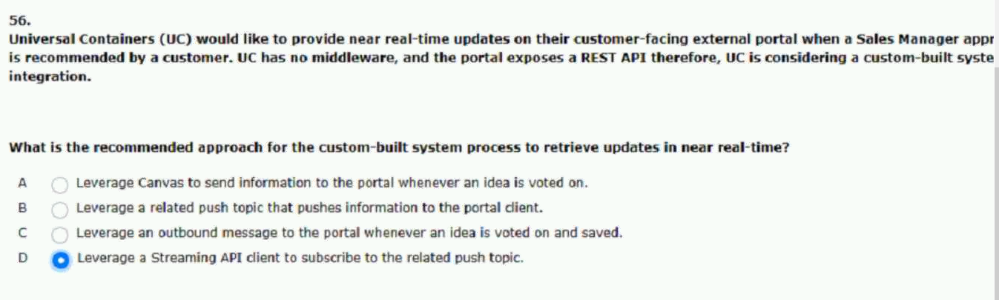 56.
Universal Containers (UC) would like to provide near real-time updates on their customer-facing external portal when a Sales Manager appr
is recommended by a customer. UC has no middleware, and the portal exposes a REST API therefore, UC is considering a custom-built syste
integration.
What is the recommended approach for the custom-built system process to retrieve updates in near real-time?
A Leverage Canvas to send information to the portal whenever an idea is voted on.
B Leverage a related push topic that pushes information to the portal client.
C Leverage an outbound message to the portal whenever an idea is voted on and saved.
D Leverage a Streaming API client to subscribe to the related push topic.